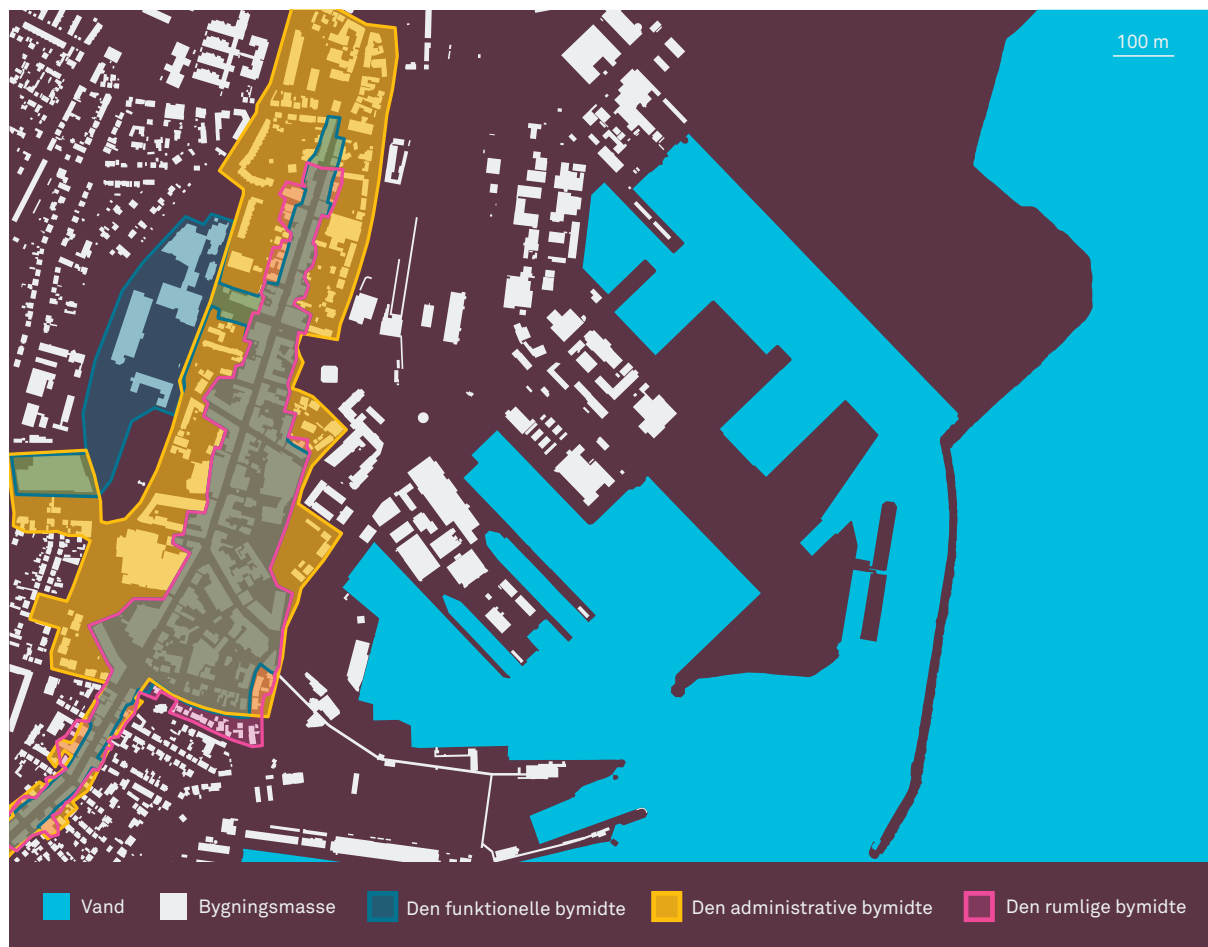 100 m
Vand
Bygningsmasse
Den funktionelle bymidte
Den administrative bymidte
Den rumlige bymidte